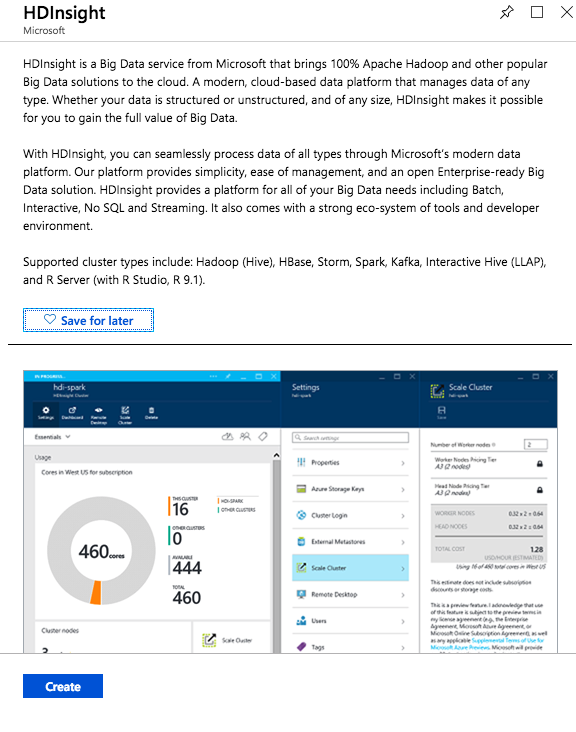 HDInsight
Microsoft
HDInsight is a Big Data service from Microsoft that brings 100% Apache Hadoop and other popular
Big Data solutions to the cloud. A modern, cloud-based data platform that manages data of any
type. Whether your data is structured or unstructured, and of any size, HDInsight makes it possible
for you to gain the full value of Big Data.
With HDInsight, you can seamlessly process data of all types through Microsoft's modern data
platform. Our platform provides simplicity, ease of management, and an open Enterprise-ready Big
Data solution. HDInsight provides a platform for all of your Big Data needs including Batch,
Interactive, No SQL and Streaming. It also comes with a strong eco-system of tools and developer
environment.
Supported cluster types include: Hadoop (Hive), HBase, Storm, Spark, Kafka, Interactive Hive (LLAP),
and R Server (with R Studio, R 9.1).
Save for later
IN PROGRESS...
hdi-spark
HDInsight Cluster
Settings
Dashboard
Remote Desktop
Scale Cluster
Delete
Essentials
Usage
Cores in West US for subscription
460 cores
THIS CLUSTER
16
OTHER CLUSTERS
0
AVAILABLE
444
TOTAL
460
HDI-SPARK
OTHER CLUSTERS
Cluster nodes
Scale Cluster
Settings
hdi-spark
Search settings
Properties
Azure Storage Keys
Cluster Login
External Metastores
Scale Cluster
Remote Desktop
Users
Tags
Scale Cluster
hdi-spark
Save
Number of Worker nodes
2
Worker Nodes Pricing Tier
A3 (2 nodes)
Head Node Pricing Tier
A3 (2 nodes)
WORKER NODES
0.32 x 2 = 0.64
HEAD NODES
0.32 x 2 = 0.64
TOTAL COST
1.28
USD/HOUR (ESTIMATED)
Using 16 of 460 total cores in West US
This estimate does not include subscription
discounts or storage costs.
This is a preview feature. I acknowledge that use
of this feature is subject to the preview terms in
my license agreement (e.g., the Enterprise
Agreement, Microsoft Azure Agreement, or
Microsoft Online Subscription Agreement), as well
as any applicable Supplemental Terms of Use for
Microsoft Azure Previews. Microsoft will provide
Create